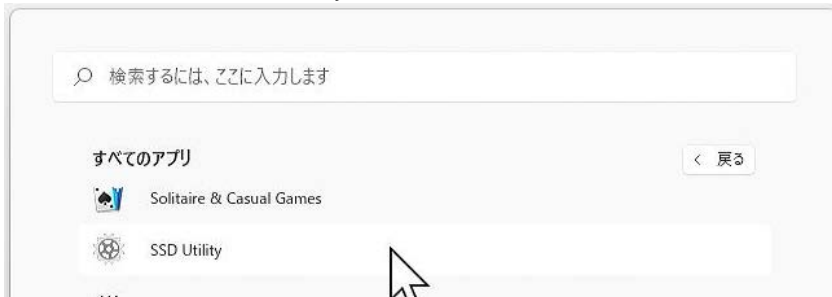 検索するには、ここに入力します
すべてのアプリ
< 戻る
Solitaire & Casual Games
SSD Utility